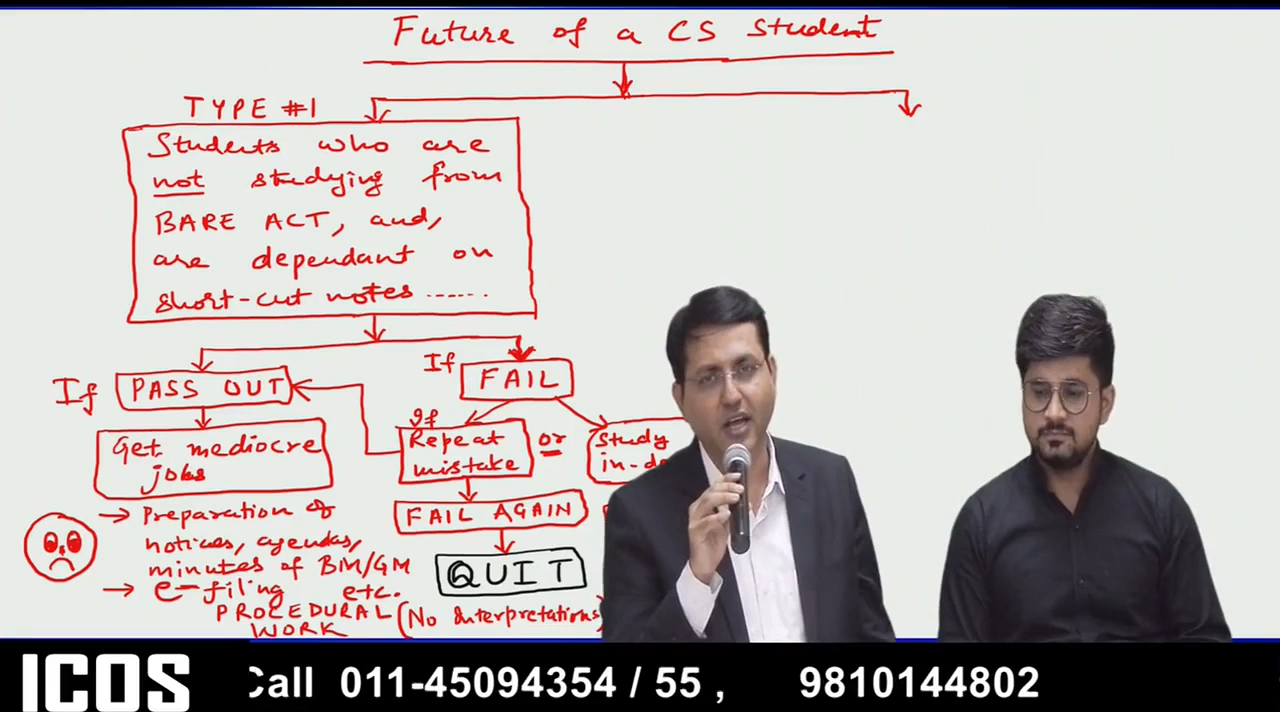 Future of a CS Student
TYPE #1
Students who are
not studying from
BARE ACT, and,
are dependant on
short-cut notes ......
If
PASS OUT
If
FAIL
Get mediocre
jobs
If
Repeat
mistake
or
Study
FAIL AGAIN
QUIT
→ Preparation of
notices, agendas,
minutes of BM/GM
→ e-filing etc.
PROCEDURAL
WORK
(No Interpretations)
ICOS
Call 011-45094354 / 55 , 9810144802